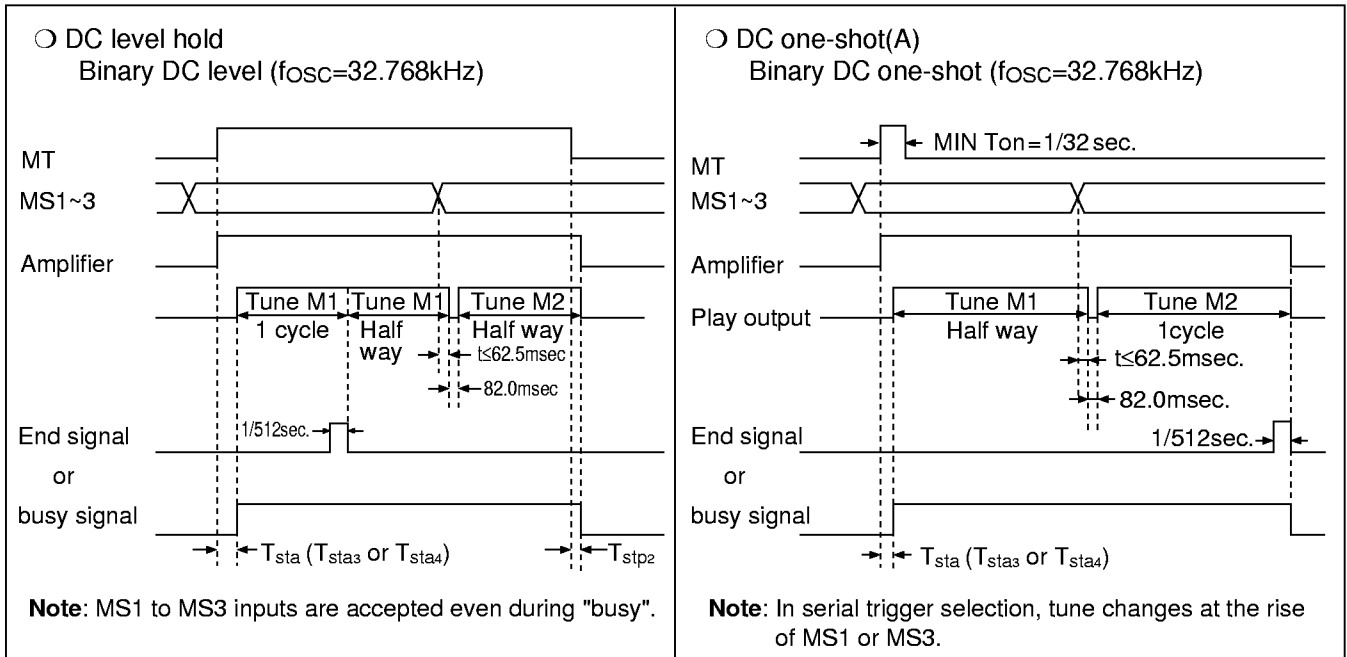 ❍ DC level hold
Binary DC level (fOSC=32.768kHz)
MT
MS1~3
Amplifier
Tune M1 Tune M1 Tune M2
1 cycle Half way Half way
t≤62.5msec
82.0msec
End signal
1/512sec.
or
busy signal
Tsta (Tsta3 or Tsta4) Tstp2
Note: MS1 to MS3 inputs are accepted even during "busy".
❍ DC one-shot(A)
Binary DC one-shot (fOSC=32.768kHz)
MIN Ton=1/32 sec.
MT
MS1~3
Amplifier
Tune M1 Tune M2
Play output
Half way 1cycle
t≤62.5msec.
82.0msec.
End signal
1/512sec.
or
busy signal
Tsta (Tsta3 or Tsta4)
Note: In serial trigger selection, tune changes at the rise
of MS1 or MS3.